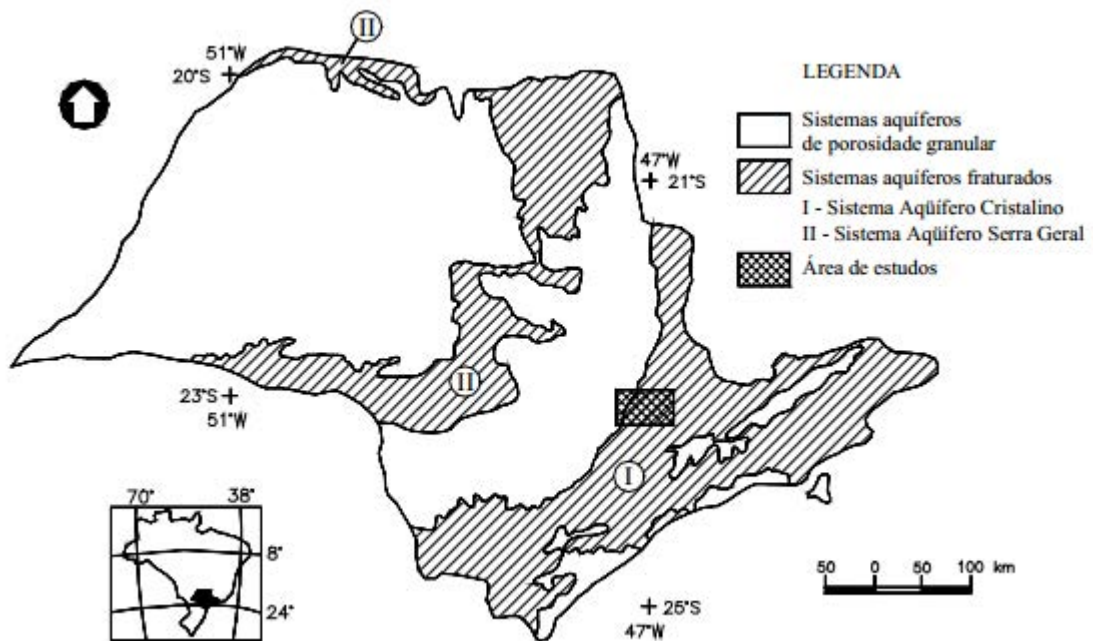 II
51°W
20°S
LEGENDA
Sistemas aquíferos
de porosidade granular
47°W
21°S
Sistemas aquíferos fraturados
I - Sistema Aqüífero Cristalino
II - Sistema Aqüífero Serra Geral
Área de estudos
II
23°S
51°W
I
70°
38°
8°
24°
50 0 50 100 km
25°S
47°W